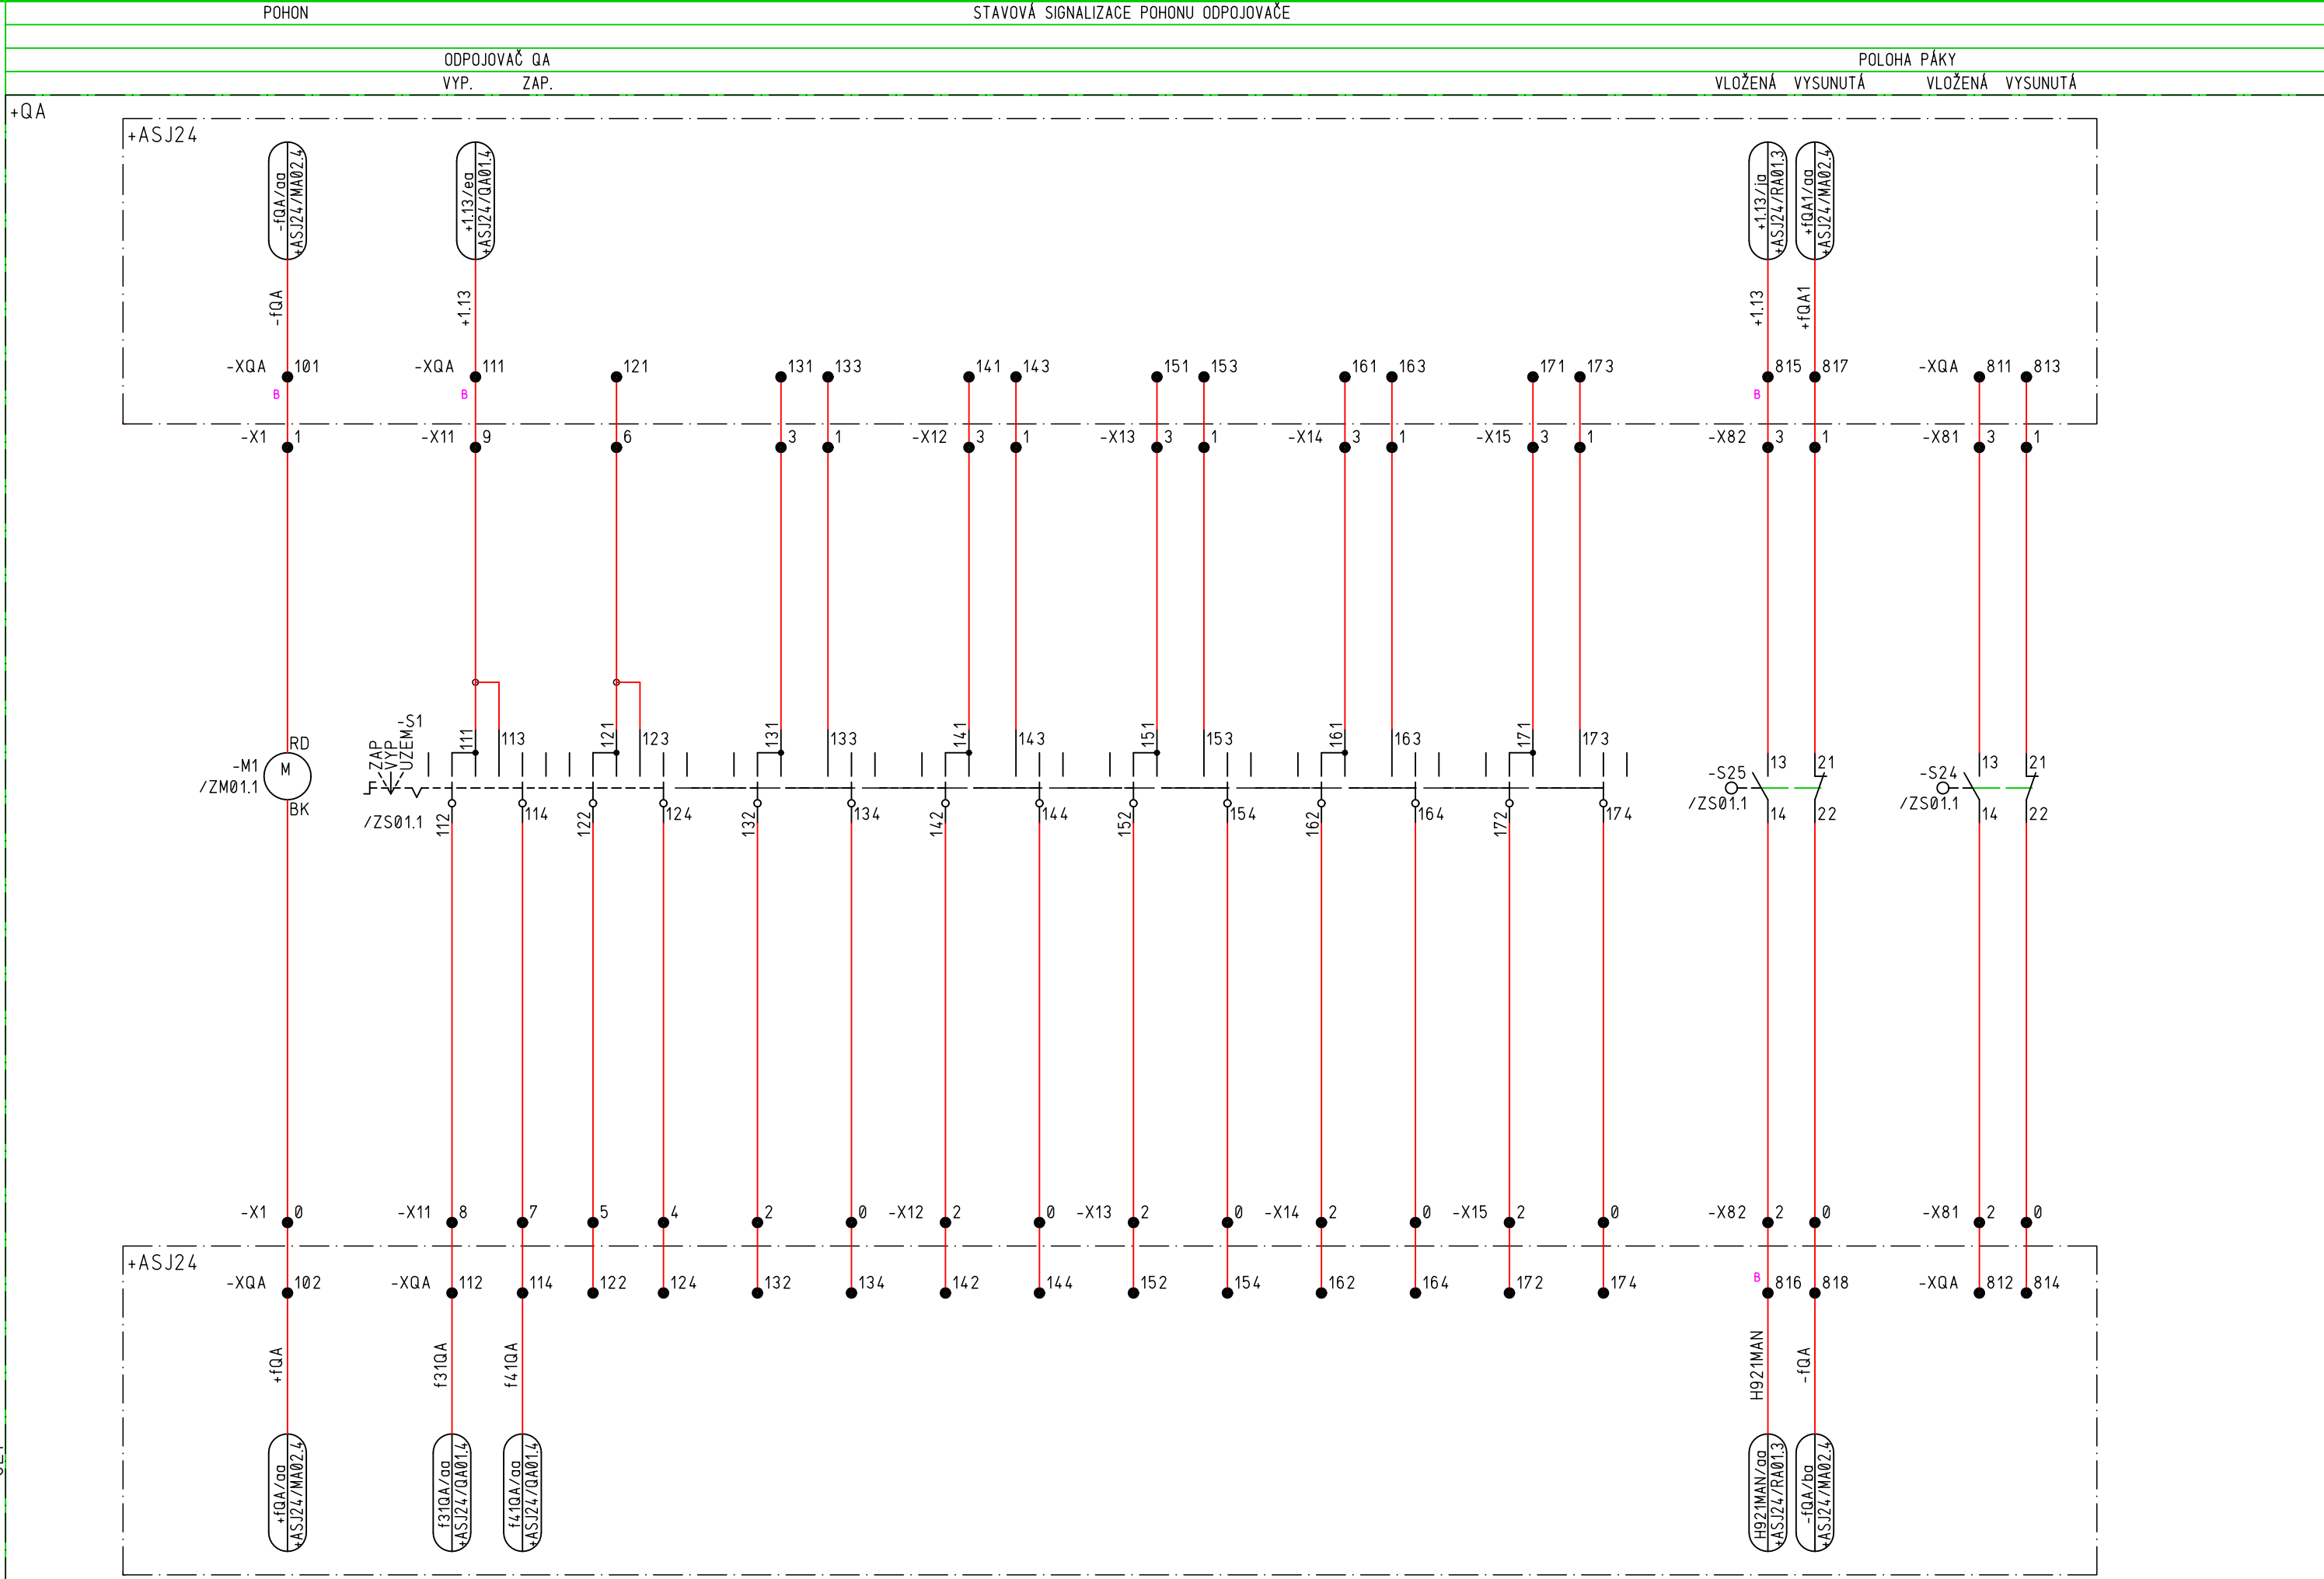 POHON STAVOVÁ SIGNALIZACE POHONU ODPOJOVAČE
ODPOJOVAČ QA POLOHA PÁKY
VYP. ZAP. VLOŽENÁ VYSUNUTÁ VLOŽENÁ VYSUNUTÁ
+QA
+ASJ24
-fQA/aa
+ASJ24/MA02.4
+1.13/ea
+ASJ24/QA01.4
+1.13/ja
+ASJ24/RA01.3
+fQA1/aa
+ASJ24/MA02.4
-fQA +1.13 +1.13 +fQA1
-XQA 101 -XQA 111 121 131 133 141 143 151 153 161 163 171 173 815 817 -XQA 811 813
B B B
-X1 1 -X11 9 6 3 1 -X12 3 1 -X13 3 1 -X14 3 1 -X15 3 1 -X82 3 1 -X81 3 1
-S1
ZAP
VYP
UZEM
111 113 121 123 131 133 141 143 151 153 161 163 171 173
RD
-M1 M
/ZM01.1
BK
13 21 13 21
-S25 -S24
/ZS01.1 /ZS01.1 /ZS01.1
112 114 122 124 132 134 142 144 152 154 162 164 172 174 14 22 14 22
-X1 0 -X11 8 7 5 4 2 0 -X12 2 0 -X13 2 0 -X14 2 0 -X15 2 0 -X82 2 0 -X81 2 0
+ASJ24
B
-XQA 102 -XQA 112 114 122 124 132 134 142 144 152 154 162 164 172 174 816 818 -XQA 812 814
+fQA f31QA f41QA H921MAN -fQA
+fQA/aa
+ASJ24/MA02.4
f31QA/aa
+ASJ24/QA01.4
f41QA/aa
+ASJ24/QA01.4
H921MAN/aa
+ASJ24/RA01.3
-fQA/ba
+ASJ24/MA02.4